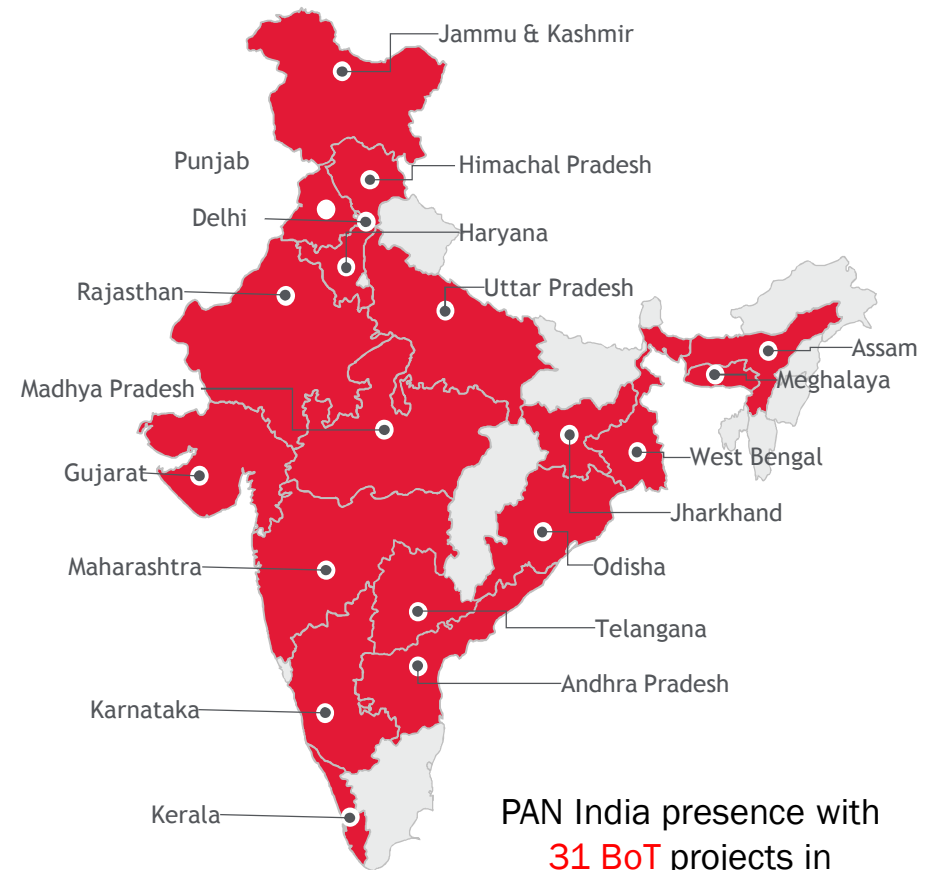 Jammu & Kashmir
Punjab
Himachal Pradesh
Delhi
Haryana
Rajasthan
Uttar Pradesh
Assam
Madhya Pradesh
Meghalaya
Gujarat
West Bengal
Jharkhand
Maharashtra
Odisha
Telangana
Andhra Pradesh
Karnataka
Kerala
PAN India presence with
31 BoT projects in